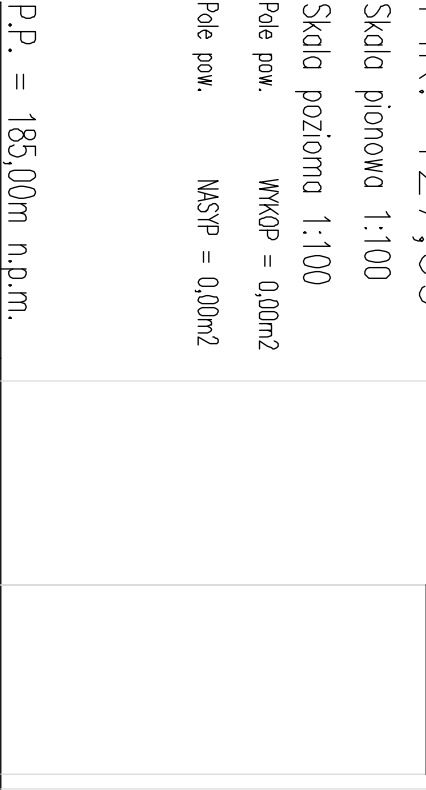 Skala pionowa 1:100
Skala pozioma 1:100
Pole pow. WYKOP = 0,00m2
Pole pow. NASYP = 0,00m2
P.P. = 185,00m n.p.m.